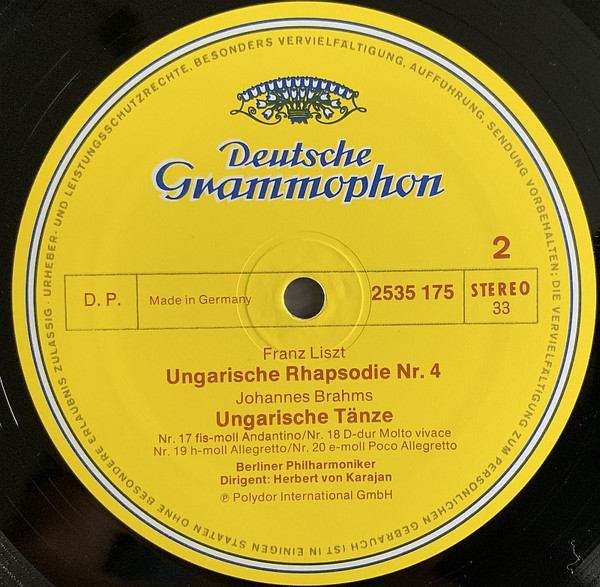 URHEBER- UND LEISTUNGSSCHUTZRECHTE, BESONDERS VERVIELFÄLTIGUNG, AUFFÜHRUNG, SENDUNG VORBEHALTEN; DIE VERVIELFÄLTIGUNG ZUM PERSÖNLICHEN GEBRAUCH IST IN EINIGEN STAATEN OHNE BESONDERE ERLAUBNIS ZULÄSSIG ·
Deutsche
Grammophon
2
D. P.
Made in Germany
2535 175
STEREO
33
Franz Liszt
Ungarische Rhapsodie Nr. 4
Johannes Brahms
Ungarische Tänze
Nr. 17 fis-moll Andantino/Nr. 18 D-dur Molto vivace
Nr. 19 h-moll Allegretto/Nr. 20 e-moll Poco Allegretto
Berliner Philharmoniker
Dirigent: Herbert von Karajan
℗ Polydor International GmbH